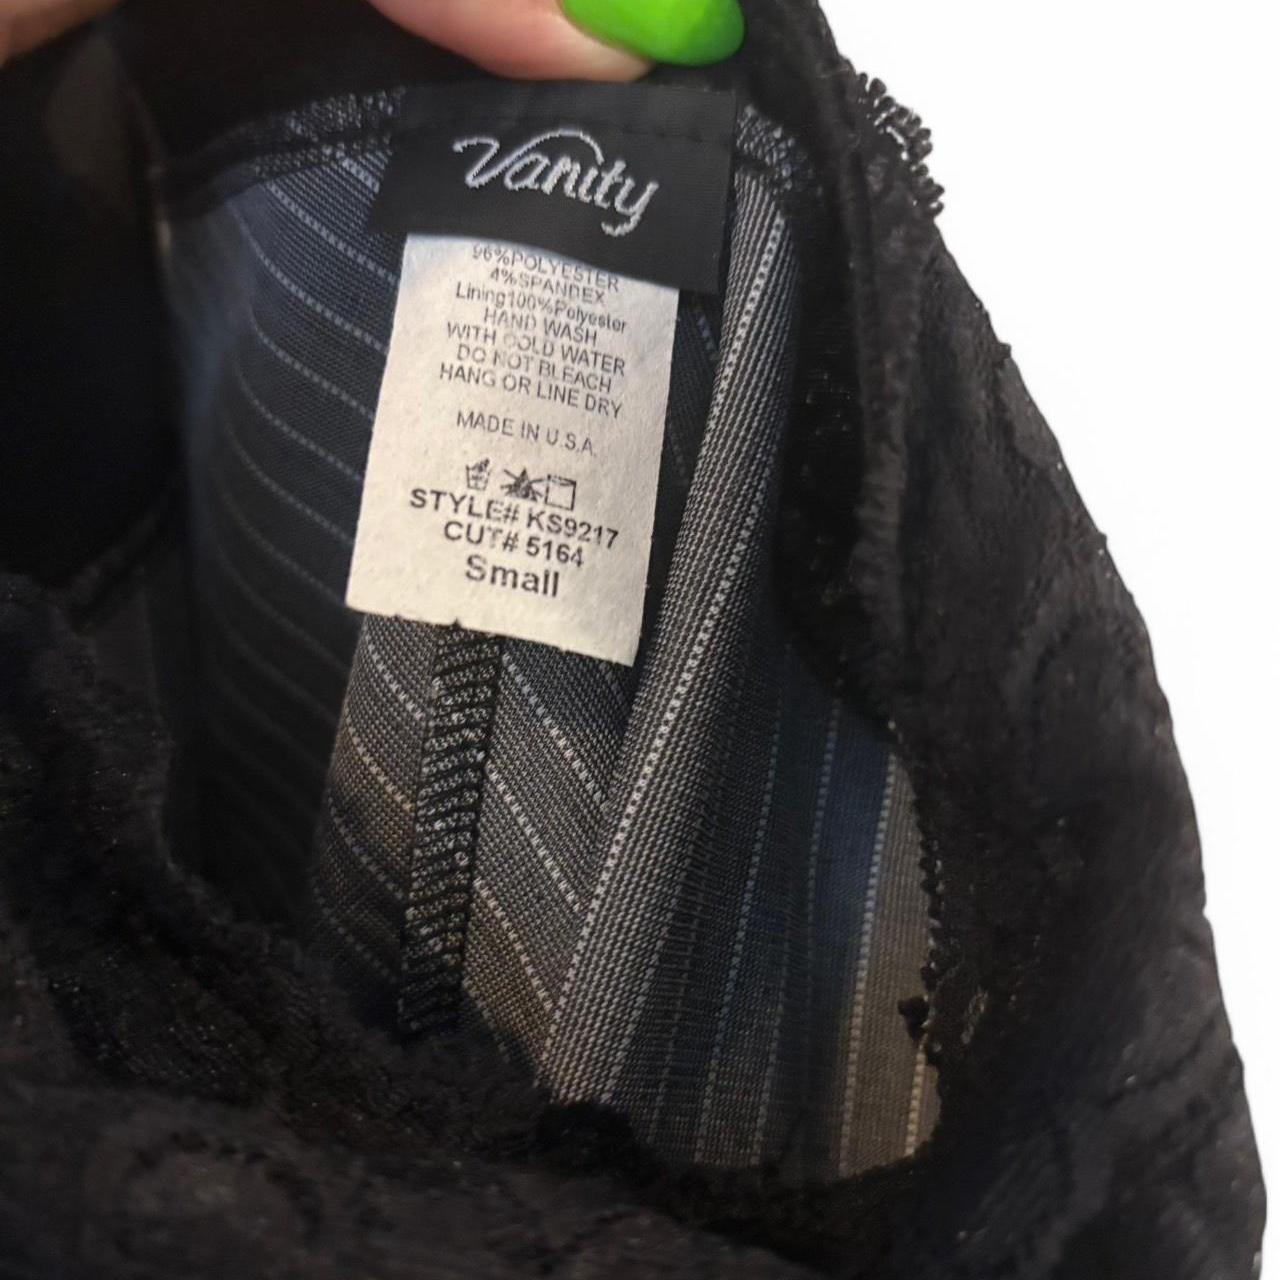 Vanity
96%POLYESTER
4%SPANDEX
Lining100%Polyester
HAND WASH
WITH COLD WATER
DO NOT BLEACH
HANG OR LINE DRY
MADE IN U.S.A.
STYLE# KS9217
CUT# 5164
Small